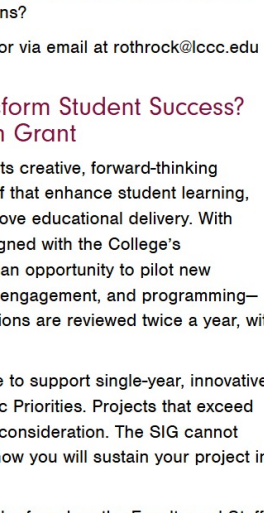 ns?
or via email at rothrock@lccc.edu
form Student Success?
n Grant
ts creative, forward-thinking
f that enhance student learning,
ove educational delivery. With
gned with the College’s
an opportunity to pilot new
engagement, and programming—
ions are reviewed twice a year, wi
e to support single-year, innovative
c Priorities. Projects that exceed
consideration. The SIG cannot
how you will sustain your project i